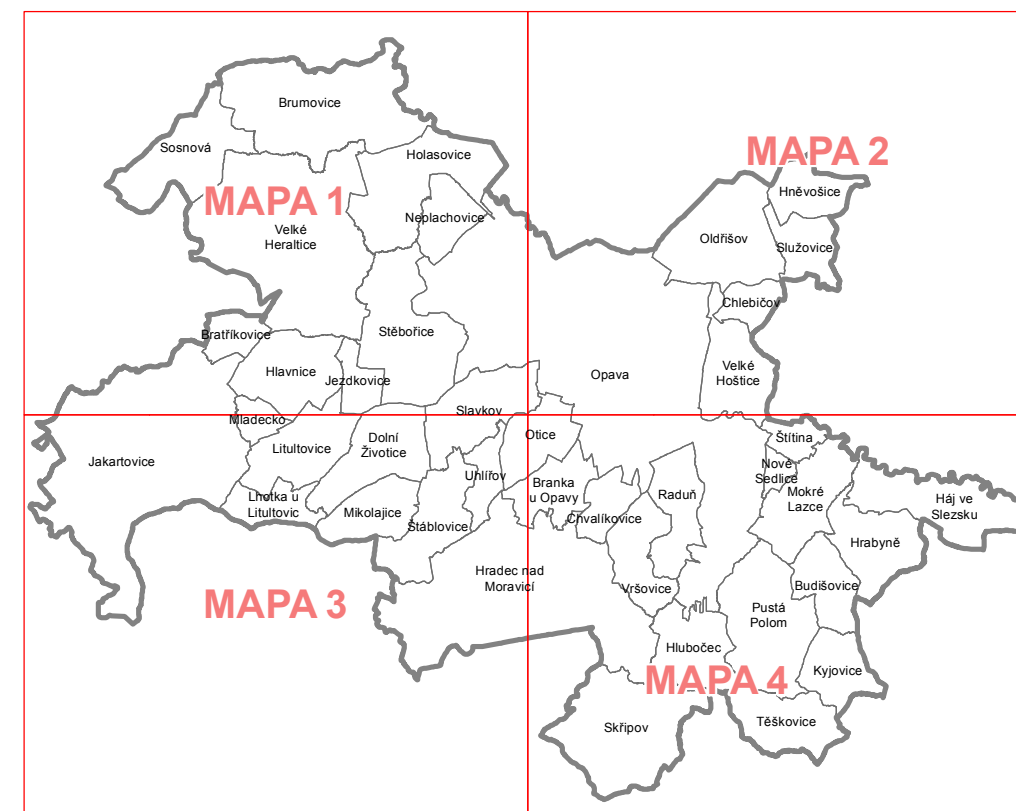 Brumovice
Sosnová
Holasovice
MAPA 2
Hněvošice
MAPA 1
Neplachovice
Velké
Heraltice
Oldřišov
Služovice
Chlebičov
Bratříkovice
Stěbořice
Hlavnice
Jezdkovice
Opava
Velké
Hoštice
Mladecko
Slavkov
Dolní
Životice
Otice
Štítina
Jakartovice
Litultovice
Uhlířov
Nové
Sedlice
Branka
u Opavy
Raduň
Mokré
Lazce
Lhotka u
Litultovic
Háj ve
Slezsku
Mikolajice
Štáblovice
Chvalíkovice
Hrabyně
Hradec nad
Moravicí
Vršovice
Budišovice
MAPA 3
Pustá
Polom
Hlubočec
Kyjovice
MAPA 4
Skřipov
Těškovice